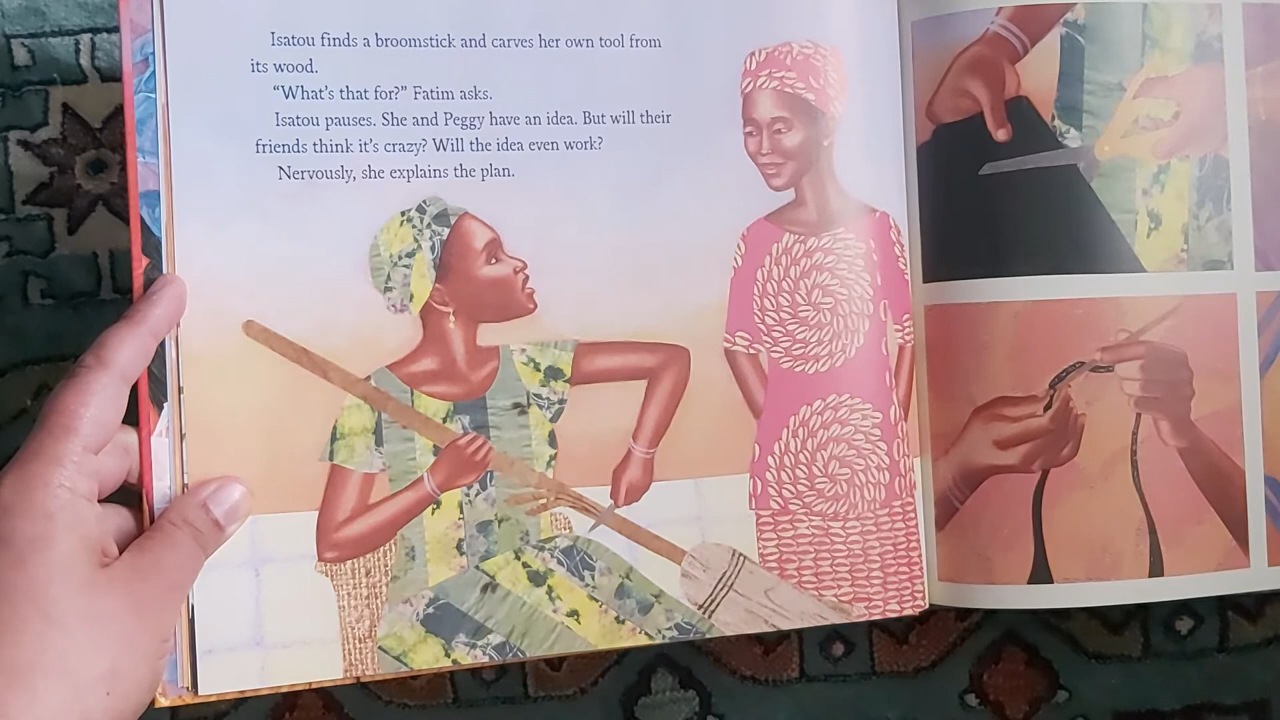 Isatou finds a broomstick and carves her own tool from
its wood.
“What’s that for?” Fatim asks.
Isatou pauses. She and Peggy have an idea. But will their
friends think it’s crazy? Will the idea even work?
Nervously, she explains the plan.